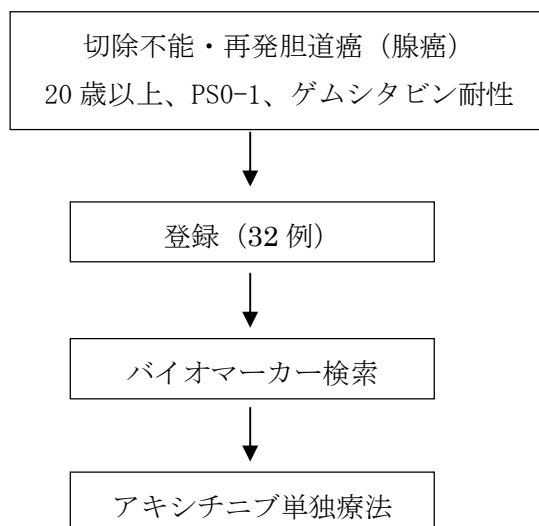 切除不能・再発胆道癌（腺癌）
20 歳以上、PS0-1、ゲムシタビン耐性
登録（32 例）
バイオマーカー検索
アキシチニブ単独療法